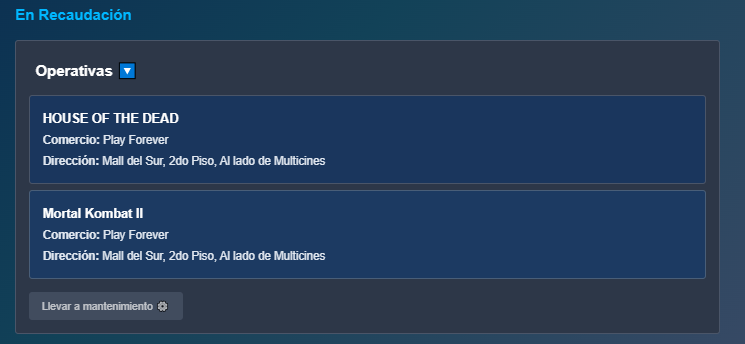 En Recaudación
Operativas
HOUSE OF THE DEAD
Comercio: Play Forever
Dirección: Mall del Sur, 2do Piso, Al lado de Multicines
Mortal Kombat II
Comercio: Play Forever
Dirección: Mall del Sur, 2do Piso, Al lado de Multicines
Llevar a mantenimiento